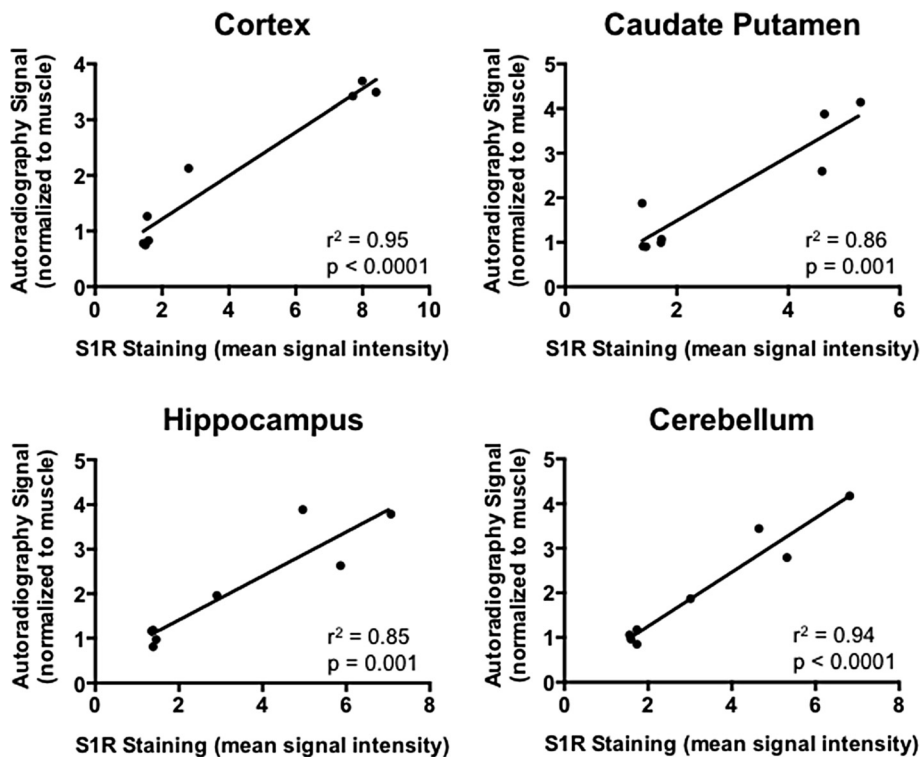 Cortex
Autoradiography Signal
(normalized to muscle)
4
3
2
1
0
0 2 4 6 8 10
r² = 0.95
p < 0.0001
S1R Staining (mean signal intensity)
Caudate Putamen
Autoradiography Signal
(normalized to muscle)
5
4
3
2
1
0
0 2 4 6
r² = 0.86
p = 0.001
S1R Staining (mean signal intensity)
Hippocampus
Autoradiography Signal
(normalized to muscle)
5
4
3
2
1
0
0 2 4 6 8
r² = 0.85
p = 0.001
S1R Staining (mean signal intensity)
Cerebellum
Autoradiography Signal
(normalized to muscle)
5
4
3
2
1
0
0 2 4 6 8
r² = 0.94
p < 0.0001
S1R Staining (mean signal intensity)